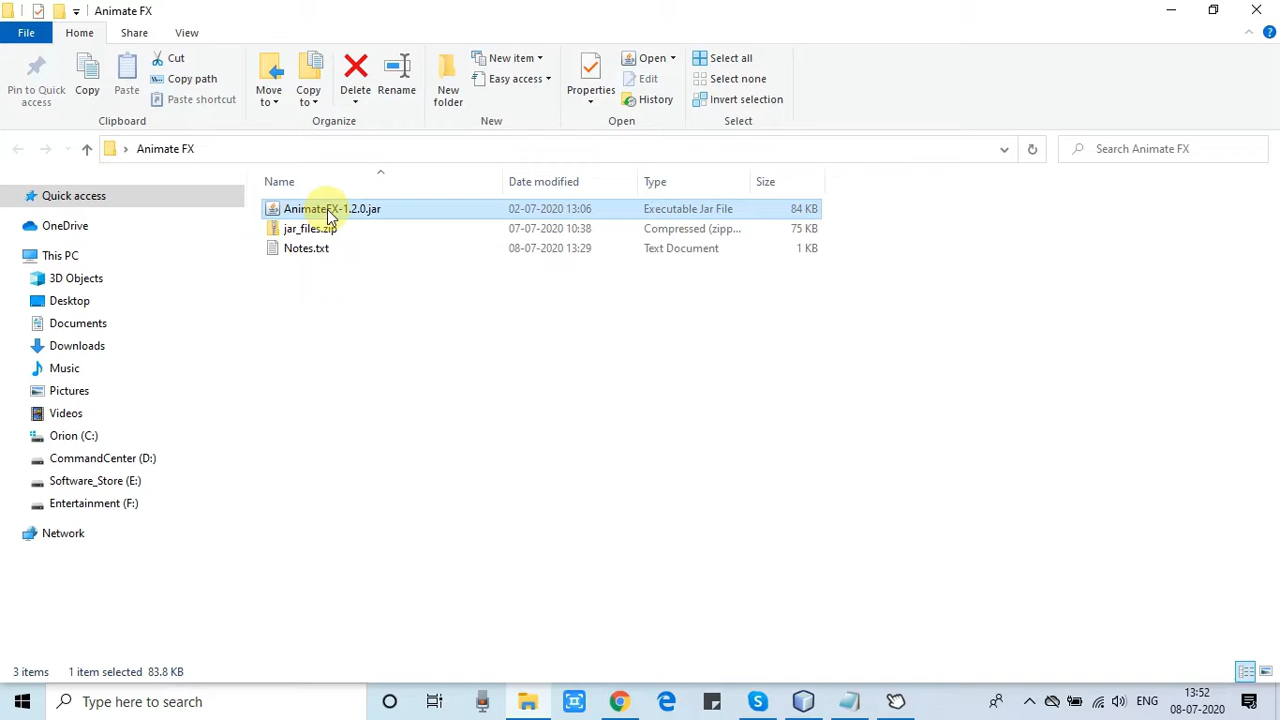 Animate FX
File Home Share View
Pin to Quick access
Copy
Paste
Cut
Copy path
Paste shortcut
Clipboard
Move to
Copy to
Delete
Rename
Organize
New folder
New item
Easy access
New
Properties
Open
Edit
History
Open
Select all
Select none
Invert selection
Select
Animate FX
Search Animate FX
Name Date modified Type Size
AnimateFX-1.2.0.jar 02-07-2020 13:06 Executable Jar File 84 KB
jar_files.zip 07-07-2020 10:38 Compressed (zipp... 75 KB
Notes.txt 08-07-2020 13:29 Text Document 1 KB
Quick access
OneDrive
This PC
3D Objects
Desktop
Documents
Downloads
Music
Pictures
Videos
Orion (C:)
CommandCenter (D:)
Software_Store (E:)
Entertainment (F:)
Network
3 items 1 item selected 83.8 KB
Type here to search
ENG
13:52
08-07-2020